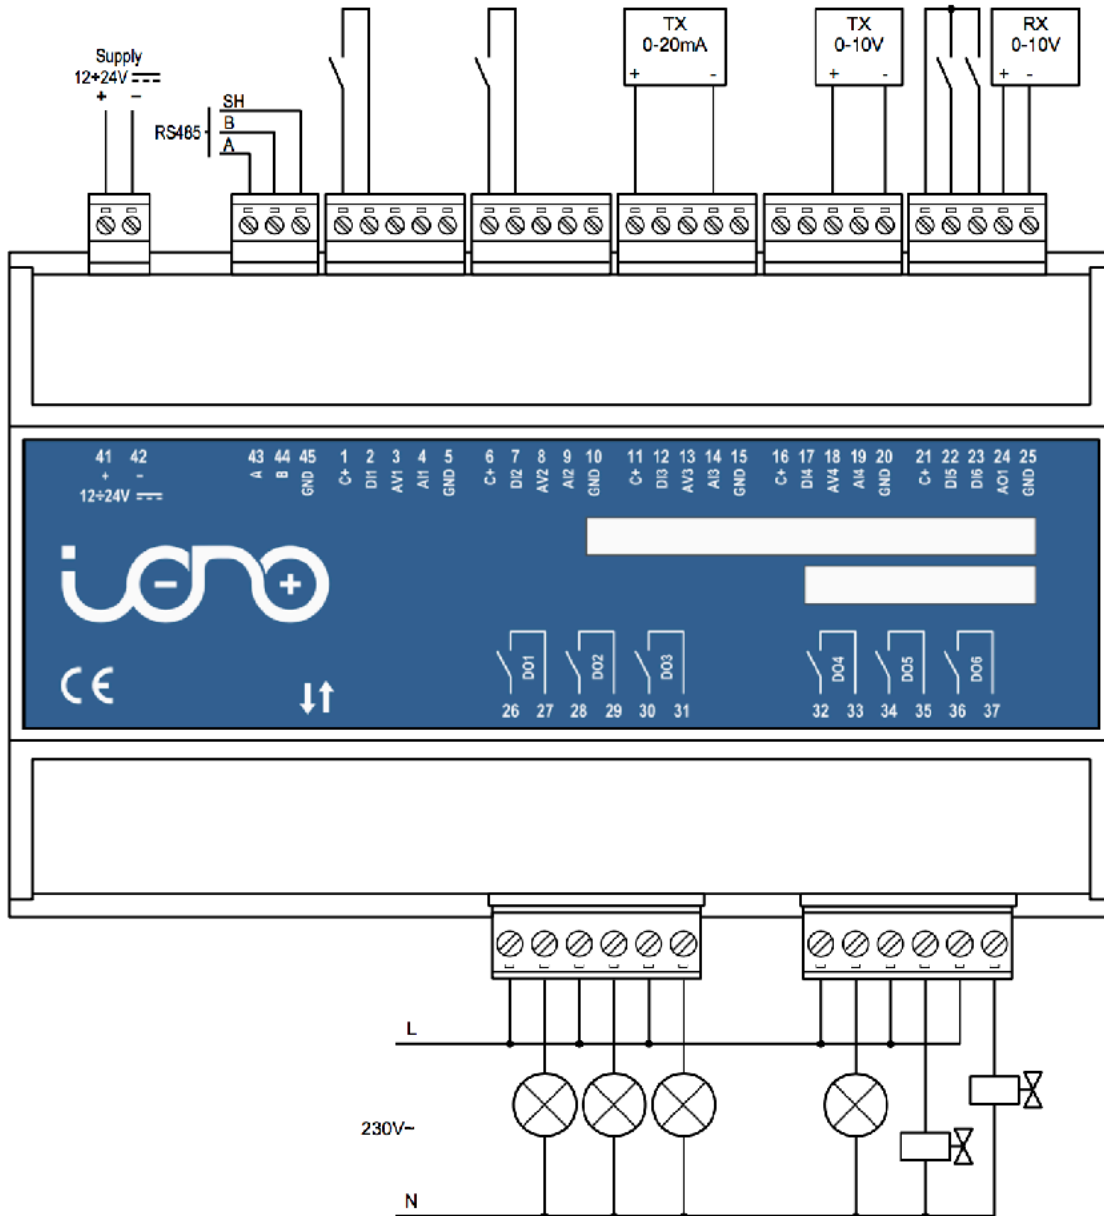 TX
0-20mA
+ -
TX
0-10V
+ -
RX
0-10V
+ -
Supply
12÷24V
+ -
RS485
SH
B
A
41 42 43 44 45 1 2 3 4 5 6 7 8 9 10 11 12 13 14 15 16 17 18 19 20 21 22 23 24 25
+ - A B GND C+ DI1 AV1 AI1 GND C+ DI2 AV2 AI2 GND C+ DI3 AV3 AI3 GND C+ DI4 AV4 AI4 GND C+ DI5 DI6 AO1 GND
12÷24V
iono
- +
CE
DO1 DO2 DO3 DO4 DO5 DO6
26 27 28 29 30 31 32 33 34 35 36 37
L
230V~
N